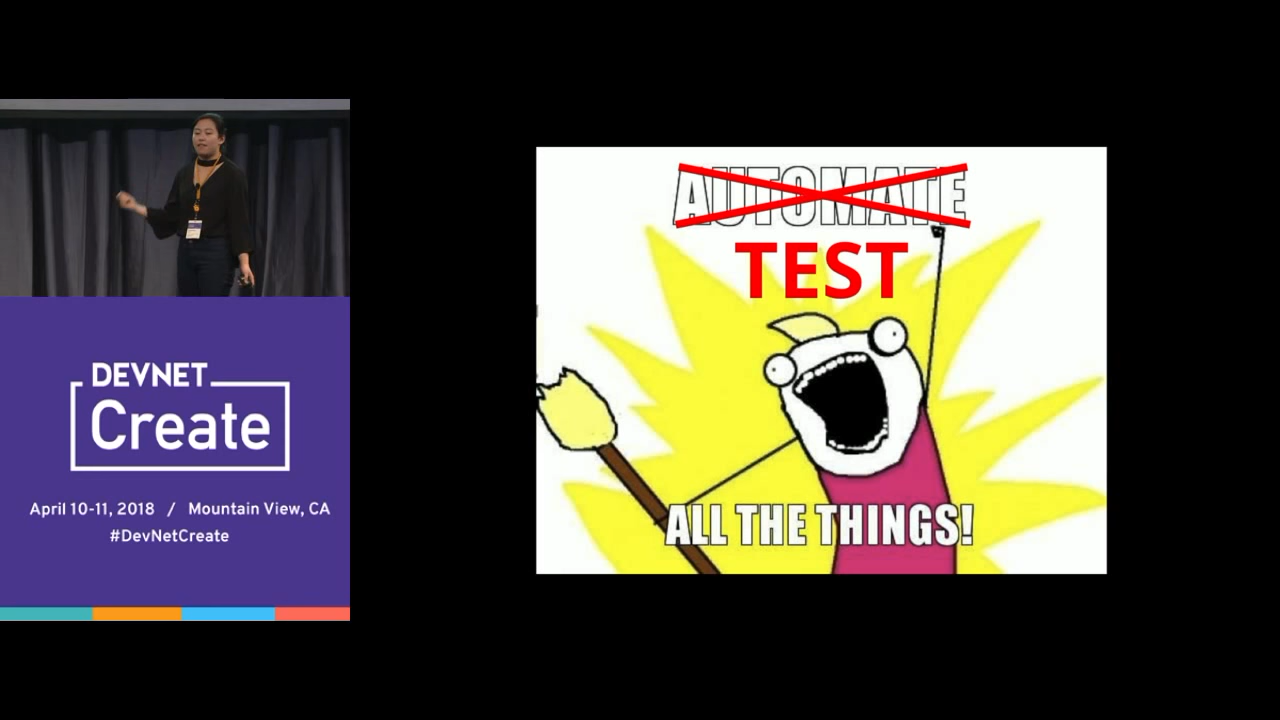 DEVNET
Create
April 10-11, 2018 / Mountain View, CA
#DevNetCreate
AUTOMATE
TEST
ALL THE THINGS!